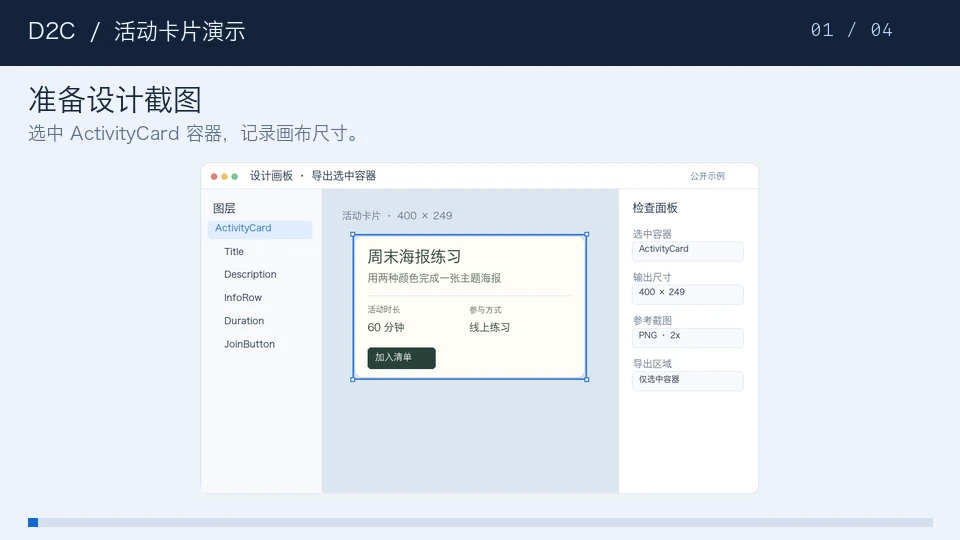 D2C / 活动卡片演示
01 / 04
准备设计截图
选中 ActivityCard 容器，记录画布尺寸。
设计画板 · 导出选中容器
公开示例
图层
ActivityCard
Title
Description
InfoRow
Duration
JoinButton
活动卡片 · 400 × 249
周末海报练习
用两种颜色完成一张主题海报
活动时长
参与方式
60 分钟
线上练习
加入清单
检查面板
选中容器
ActivityCard
输出尺寸
400 × 249
参考截图
PNG · 2x
导出区域
仅选中容器